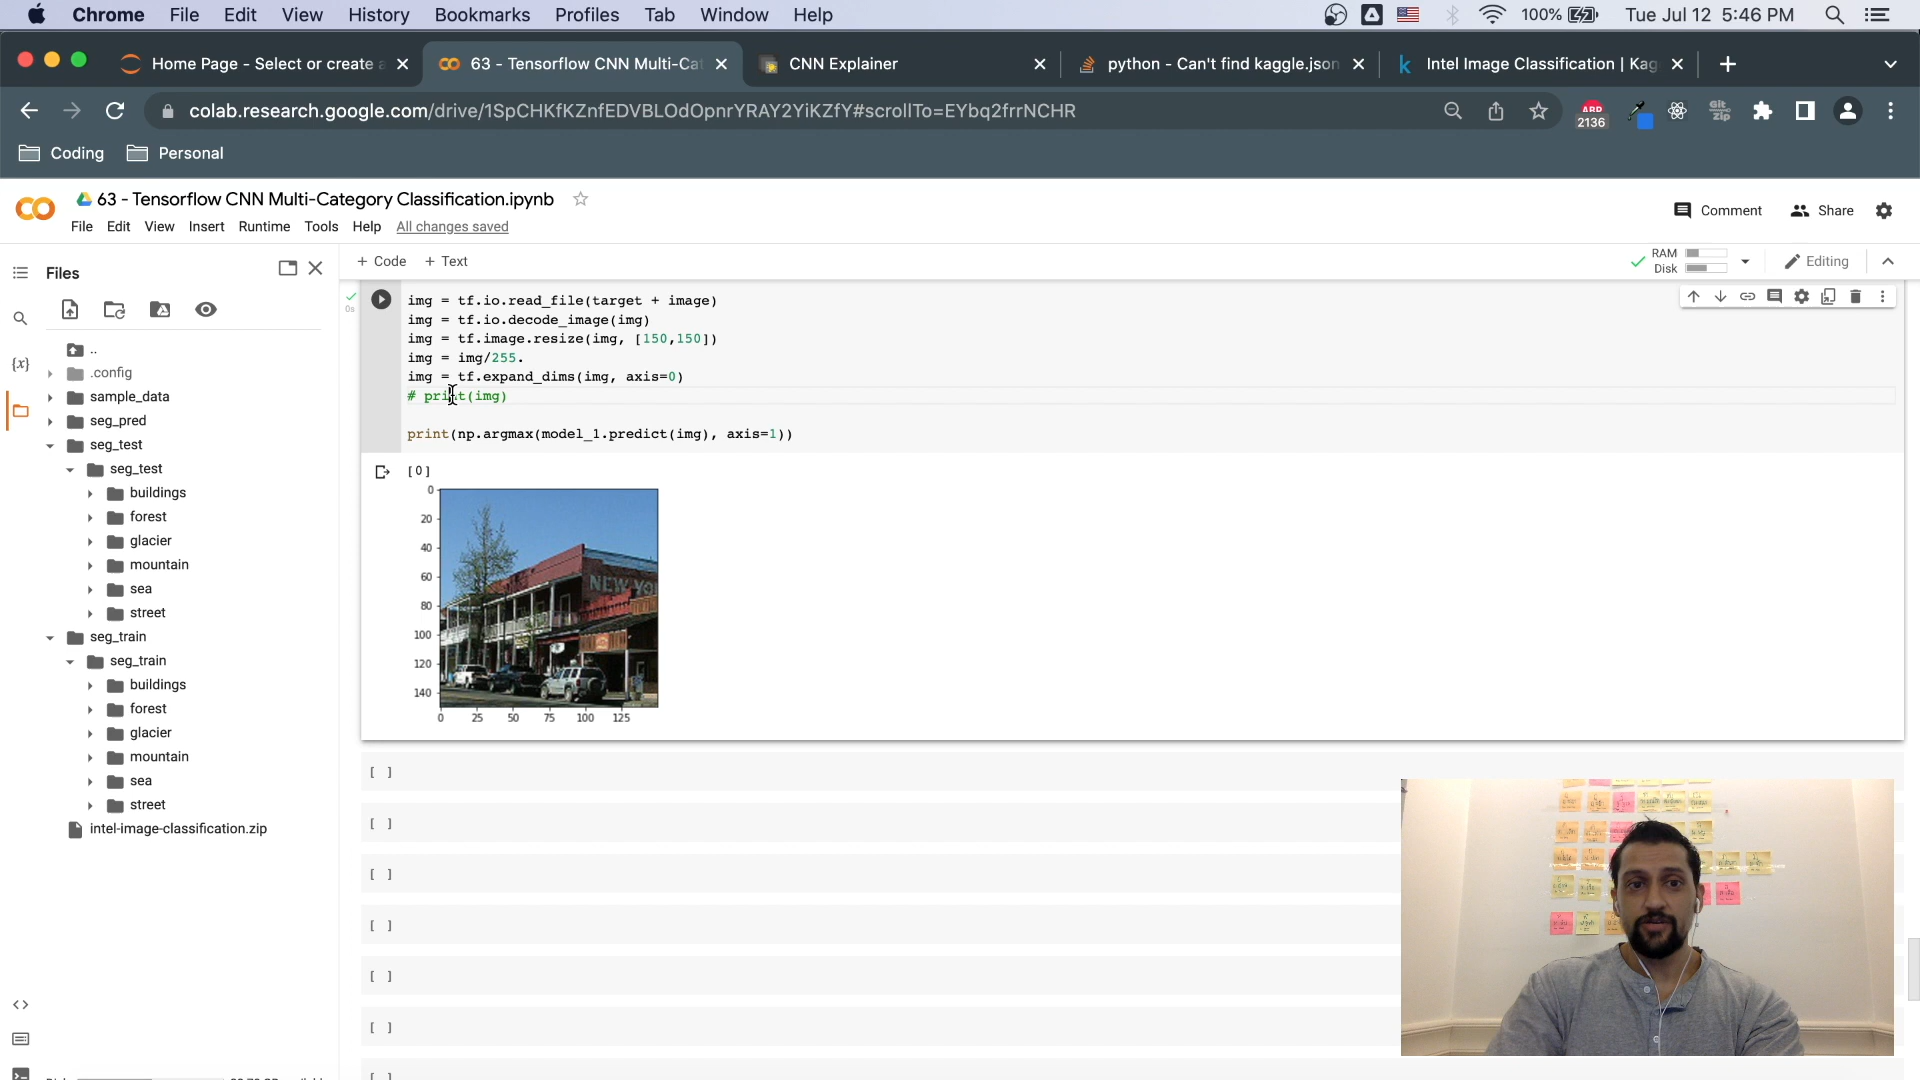 Chrome File Edit View History Bookmarks Profiles Tab Window Help 100% Tue Jul 12 5:46 PM
Home Page - Select or create a
63 - Tensorflow CNN Multi-Cat
CNN Explainer
python - Can't find kaggle.json
Intel Image Classification | Kag
colab.research.google.com/drive/1SpCHKfKZnfEDVBLOdOpnrYRAY2YiKZfY#scrollTo=EYbq2frrNCHR
ABP
2136
Git
Zip
Coding Personal
63 - Tensorflow CNN Multi-Category Classification.ipynb
File Edit View Insert Runtime Tools Help All changes saved
Comment Share
+ Code + Text
RAM
Disk
Editing
Files
..
.config
sample_data
seg_pred
seg_test
seg_test
buildings
forest
glacier
mountain
sea
street
seg_train
seg_train
buildings
forest
glacier
mountain
sea
street
intel-image-classification.zip
{x}
0s
img = tf.io.read_file(target + image)
img = tf.io.decode_image(img)
img = tf.image.resize(img, [150,150])
img = img/255.
img = tf.expand_dims(img, axis=0)
# print(img)
print(np.argmax(model_1.predict(img), axis=1))
[0]
0
20
40
60
80
100
120
140
0 25 50 75 100 125
NEW YO
[ ]
[ ]
[ ]
[ ]
[ ]
[ ]
[ ]